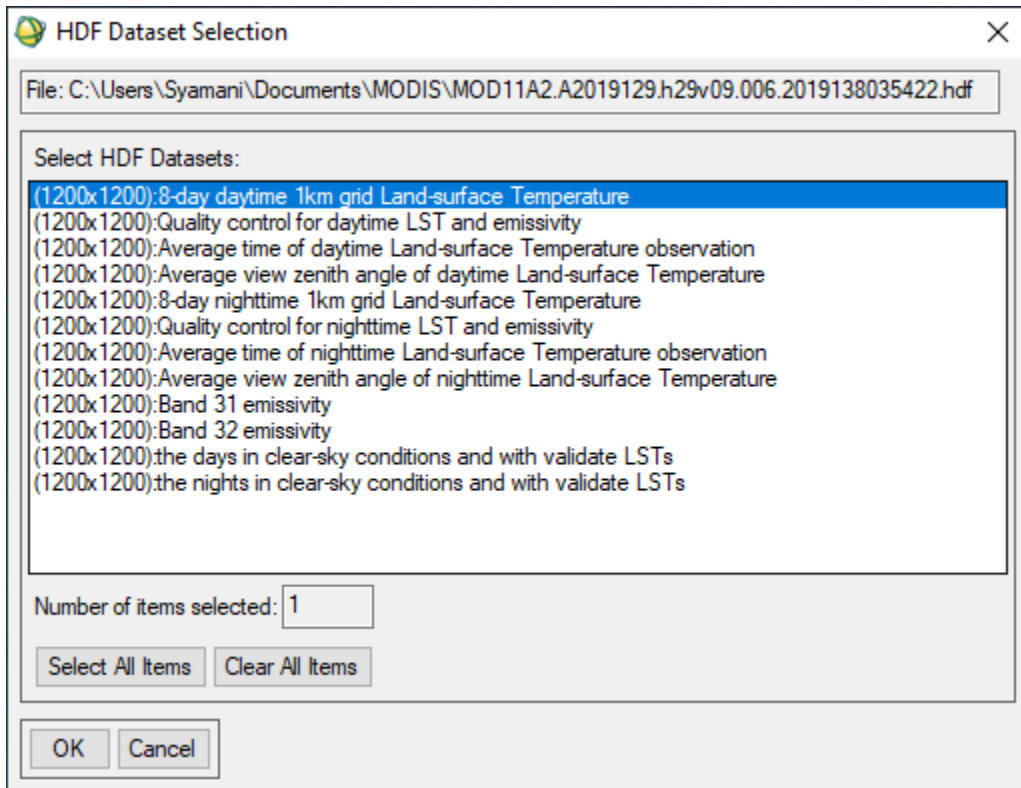 HDF Dataset Selection
File: C:\Users\Syamani\Documents\MODIS\MOD11A2.A2019129.h29v09.006.2019138035422.hdf
Select HDF Datasets:
(1200x1200):8-day daytime 1km grid Land-surface Temperature
(1200x1200):Quality control for daytime LST and emissivity
(1200x1200):Average time of daytime Land-surface Temperature observation
(1200x1200):Average view zenith angle of daytime Land-surface Temperature
(1200x1200):8-day nighttime 1km grid Land-surface Temperature
(1200x1200):Quality control for nighttime LST and emissivity
(1200x1200):Average time of nighttime Land-surface Temperature observation
(1200x1200):Average view zenith angle of nighttime Land-surface Temperature
(1200x1200):Band 31 emissivity
(1200x1200):Band 32 emissivity
(1200x1200):the days in clear-sky conditions and with validate LSTs
(1200x1200):the nights in clear-sky conditions and with validate LSTs
Number of items selected: 1
Select All Items Clear All Items
OK Cancel